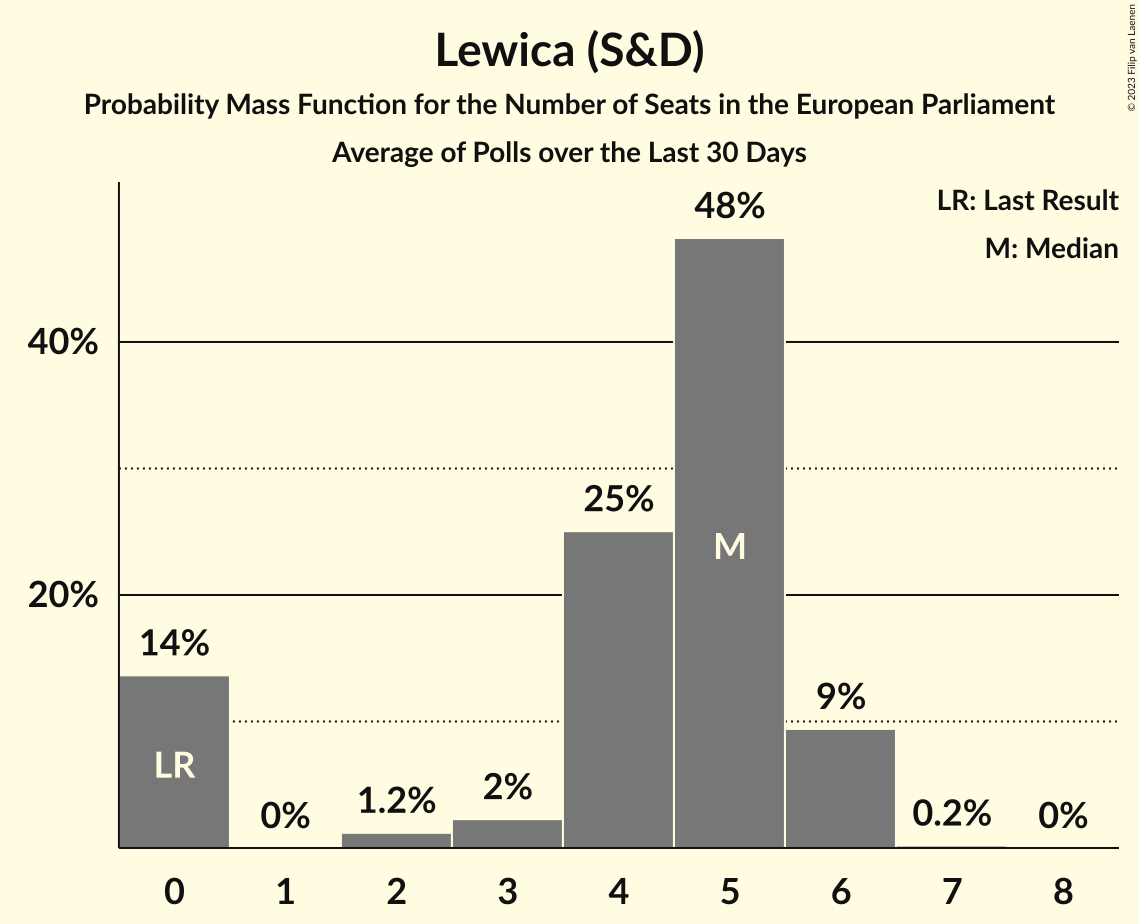 Lewica (S&D)
Probability Mass Function for the Number of Seats in the European Parliament
Average of Polls over the Last 30 Days
© 2023 Filip van Laenen
LR: Last Result
M: Median
48%
40%
25%
M
20%
14%
9%
LR
2%
1.2%
0%
0.2%
0%
0 1 2 3 4 5 6 7 8